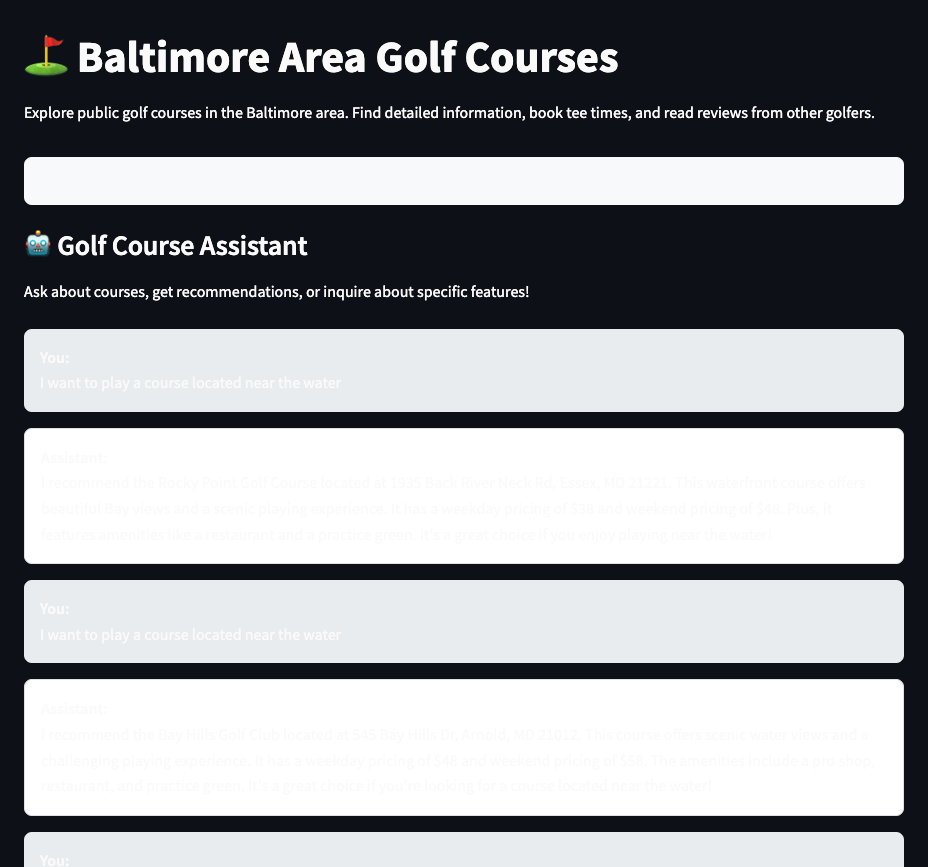 Baltimore Area Golf Courses
Explore public golf courses in the Baltimore area. Find detailed information, book tee times, and read reviews from other golfers.
Golf Course Assistant
Ask about courses, get recommendations, or inquire about specific features!
You:
I want to play a course located near the water
Assistant:
I recommend the Rocky Point Golf Course located at 1935 Back River Neck Rd, Essex, MD 21221. This waterfront course offers
beautiful Bay views and a scenic playing experience. It has a weekday pricing of $38 and weekend pricing of $48. Plus, it
features amenities like a restaurant and a practice green. It's a great choice if you enjoy playing near the water!
You:
I want to play a course located near the water
Assistant:
I recommend the Bay Hills Golf Club located at 545 Bay Hills Dr, Arnold, MD 21012. This course offers scenic water views and a
challenging playing experience. It has a weekday pricing of $48 and weekend pricing of $58. The amenities include a pro shop,
restaurant, and practice green. It's a great choice if you're looking for a course located near the water!
You: